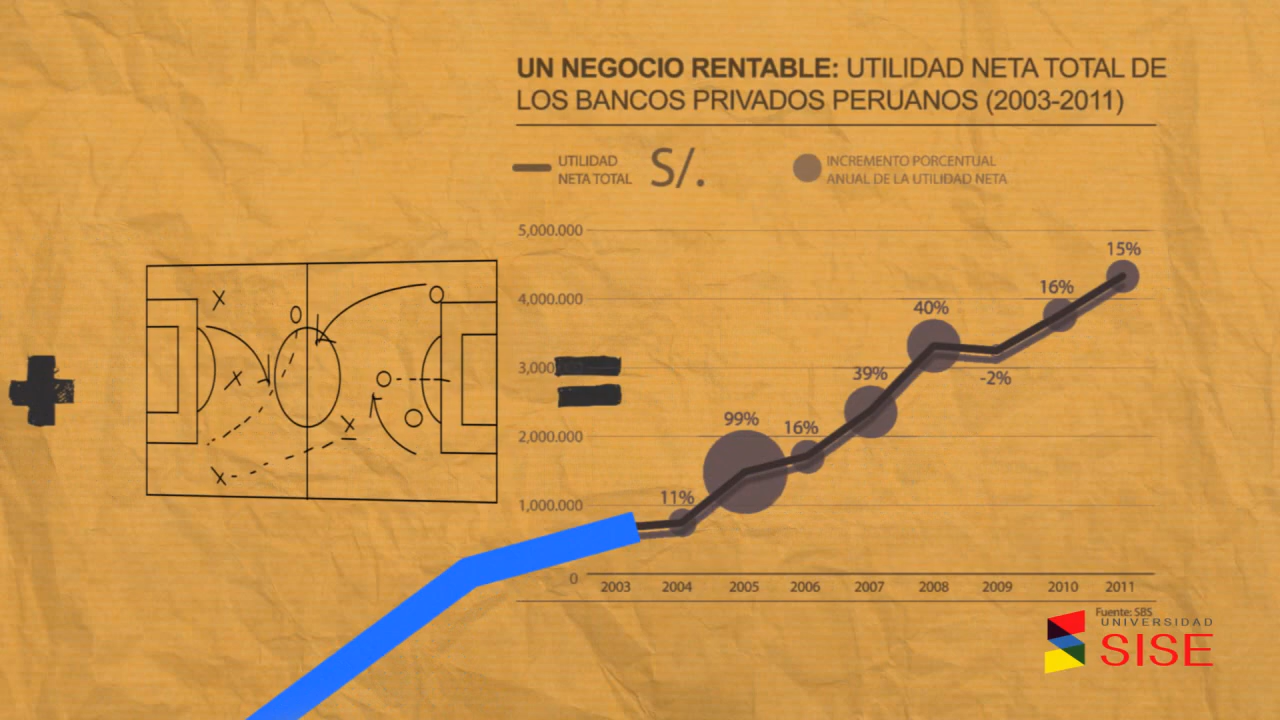 UN NEGOCIO RENTABLE: UTILIDAD NETA TOTAL DE
LOS BANCOS PRIVADOS PERUANOS (2003-2011)
UTILIDAD
NETA TOTAL
S/.
INCREMENTO PORCENTUAL
ANUAL DE LA UTILIDAD NETA
5,000.000
4,000.000
3,000
2,000.000
1,000.000
0
11%
99%
16%
39%
40%
-2%
16%
15%
2003 2004 2005 2006 2007 2008 2009 2010 2011
Fuente: SBS
UNIVERSIDAD
SISE